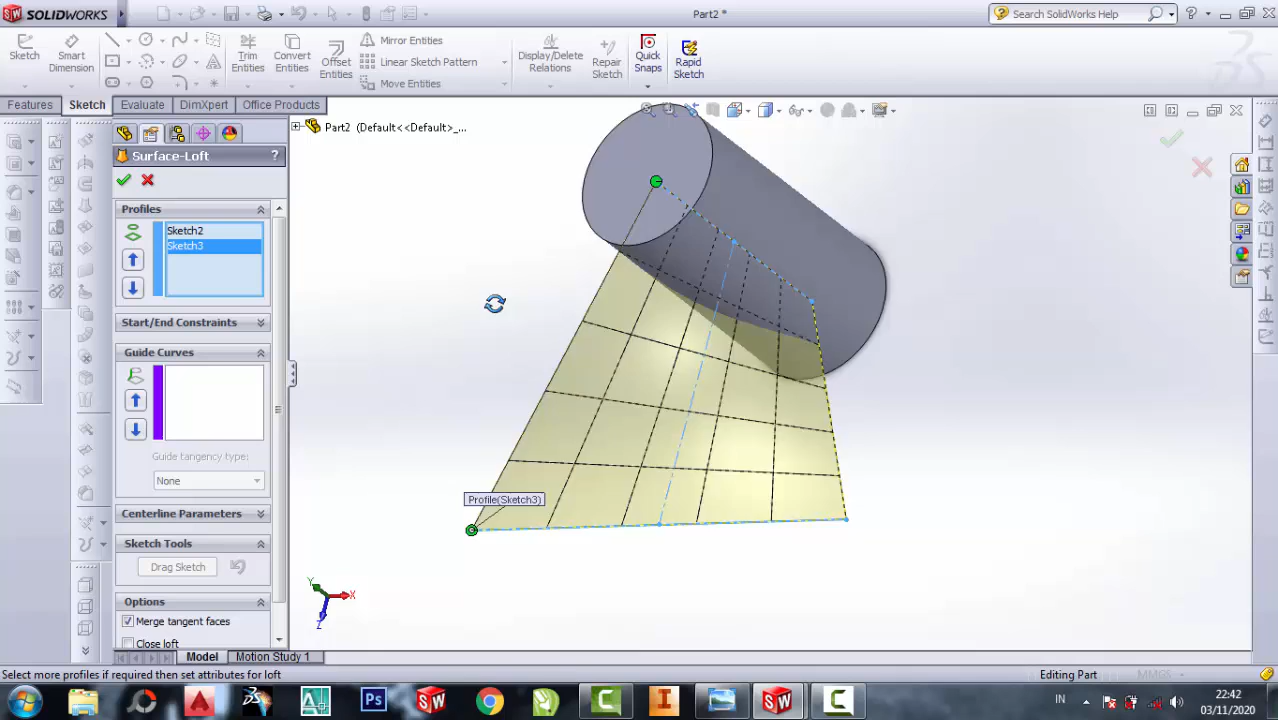 SOLIDWORKS
Part2 *
Search SolidWorks Help
Sketch
Smart Dimension
Trim Entities
Convert Entities
Offset Entities
Mirror Entities
Linear Sketch Pattern
Move Entities
Display/Delete Relations
Repair Sketch
Quick Snaps
Rapid Sketch
Features
Sketch
Evaluate
DimXpert
Office Products
Part2 (Default<<Default>_...
Surface-Loft
?
Profiles
Sketch2
Sketch3
Start/End Constraints
Guide Curves
Guide tangency type:
None
Centerline Parameters
Sketch Tools
Drag Sketch
Options
Merge tangent faces
Close loft
Profile(Sketch3)
Y
X
Z
Model
Motion Study 1
Select more profiles if required then set attributes for loft
Editing Part
MMGS
IN
22:42
03/11/2020